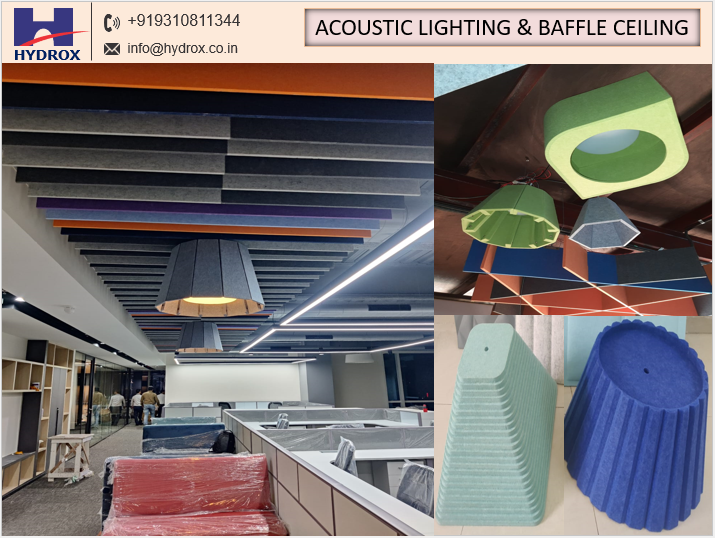 HYDROX
+919310811344
info@hydrox.co.in
ACOUSTIC LIGHTING & BAFFLE CEILING